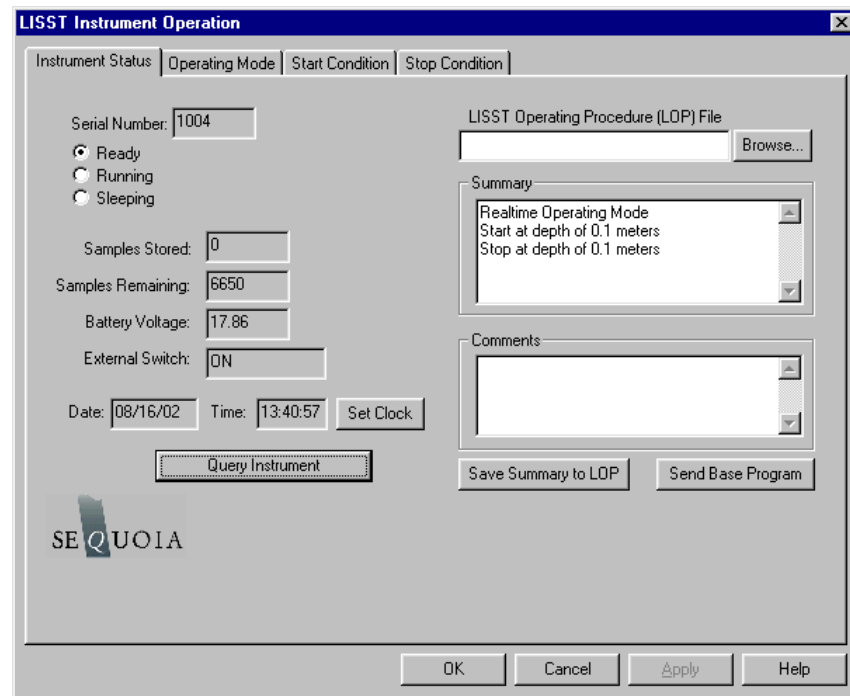 LISST Instrument Operation
Instrument Status
Operating Mode
Start Condition
Stop Condition
Serial Number: 1004
Ready
Running
Sleeping
Samples Stored: 0
Samples Remaining: 6650
Battery Voltage: 17.86
External Switch: ON
Date: 08/16/02 Time: 13:40:57 Set Clock
Query Instrument
SEQUOIA
LISST Operating Procedure (LOP) File
Browse...
Summary
Realtime Operating Mode
Start at depth of 0.1 meters
Stop at depth of 0.1 meters
Comments
Save Summary to LOP
Send Base Program
OK
Cancel
Apply
Help